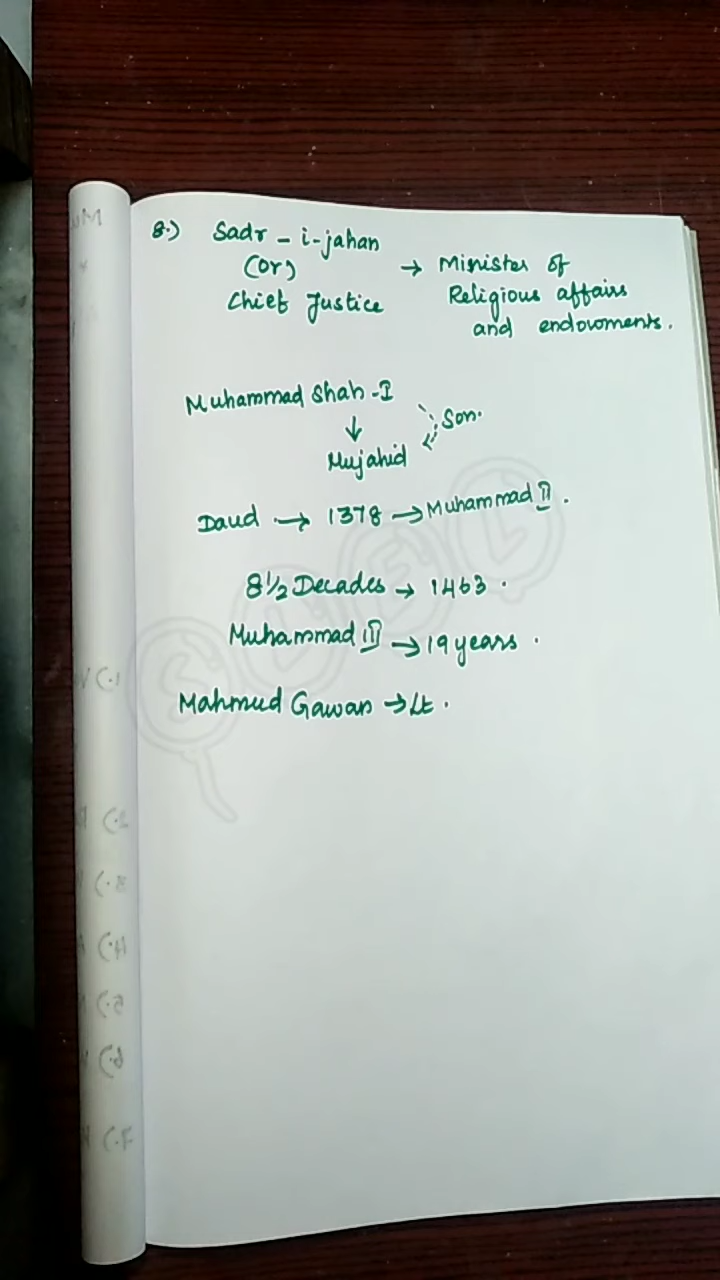 8.) Sadr-i-jahan
(or) → Minister of
Chief Justice Religious affairs
and endowments.
Muhammad Shah-I
↓ Son.
Mujahid
Daud → 1378 → Muhammad II.
8½ Decades → 1463.
Muhammad III → 19 years.
Mahmud Gawan → Lt.
SLEL